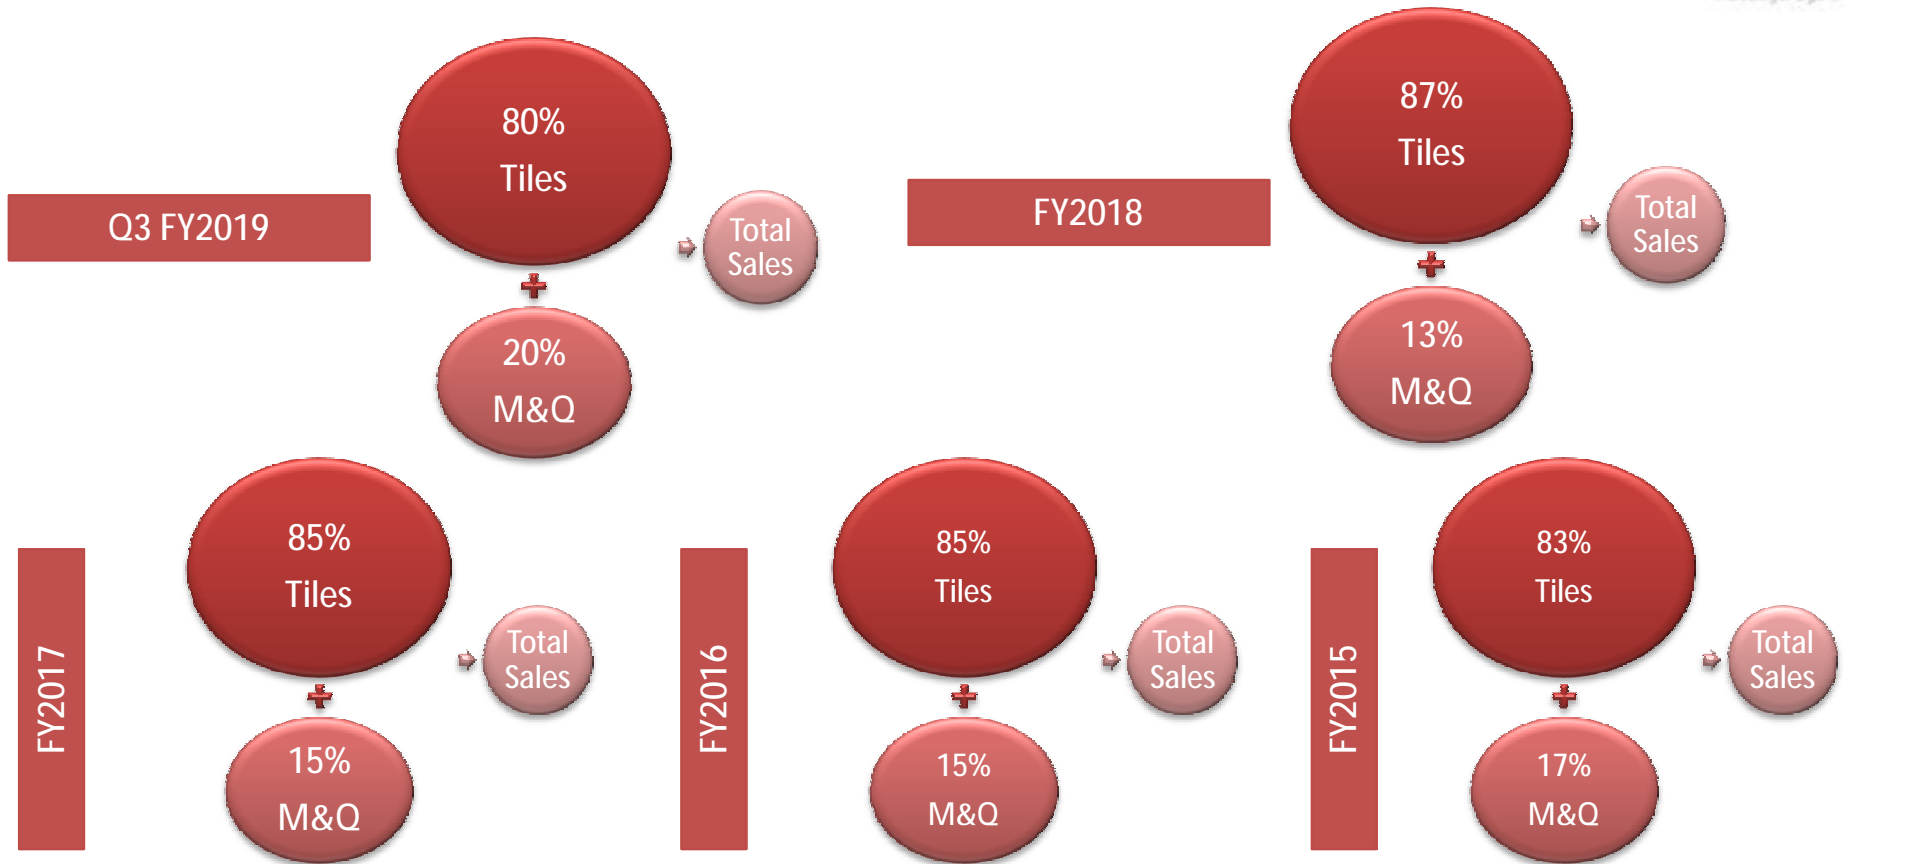 Q3 FY2019
80%
Tiles
20%
M&Q
Total
Sales
FY2018
87%
Tiles
13%
M&Q
Total
Sales
FY2017
85%
Tiles
15%
M&Q
Total
Sales
FY2016
85%
Tiles
15%
M&Q
Total
Sales
FY2015
83%
Tiles
17%
M&Q
Total
Sales